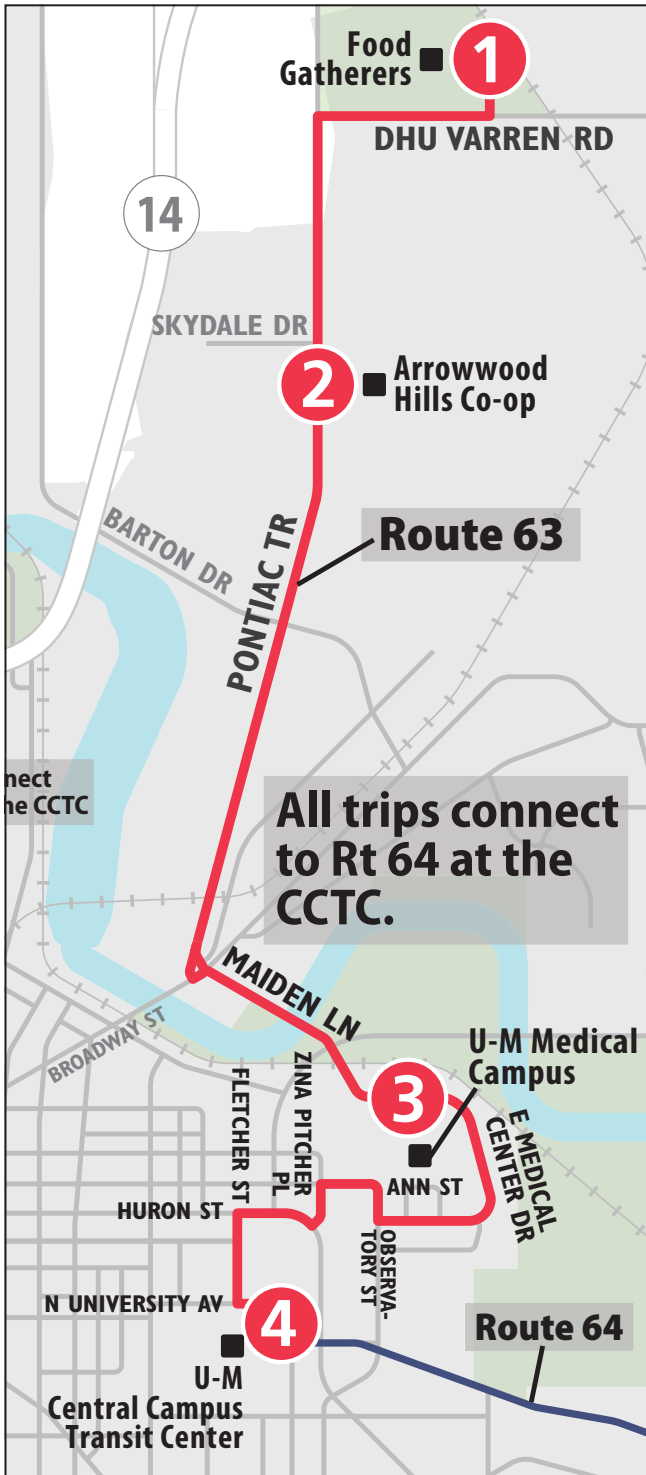 Food
Gatherers
1
DHU VARREN RD
14
SKYDALE DR
2
Arrowwood
Hills Co-op
BARTON DR
PONTIAC TR
Route 63
nect
he CCTC
All trips connect
to Rt 64 at the
CCTC.
MAIDEN LN
BROADWAY ST
U-M Medical
Campus
3
FLETCHER ST
ZINA PITCHER
PL
E MEDICAL
CENTER DR
ANN ST
HURON ST
OBSERVA-
TORY ST
N UNIVERSITY AV
4
Route 64
U-M
Central Campus
Transit Center